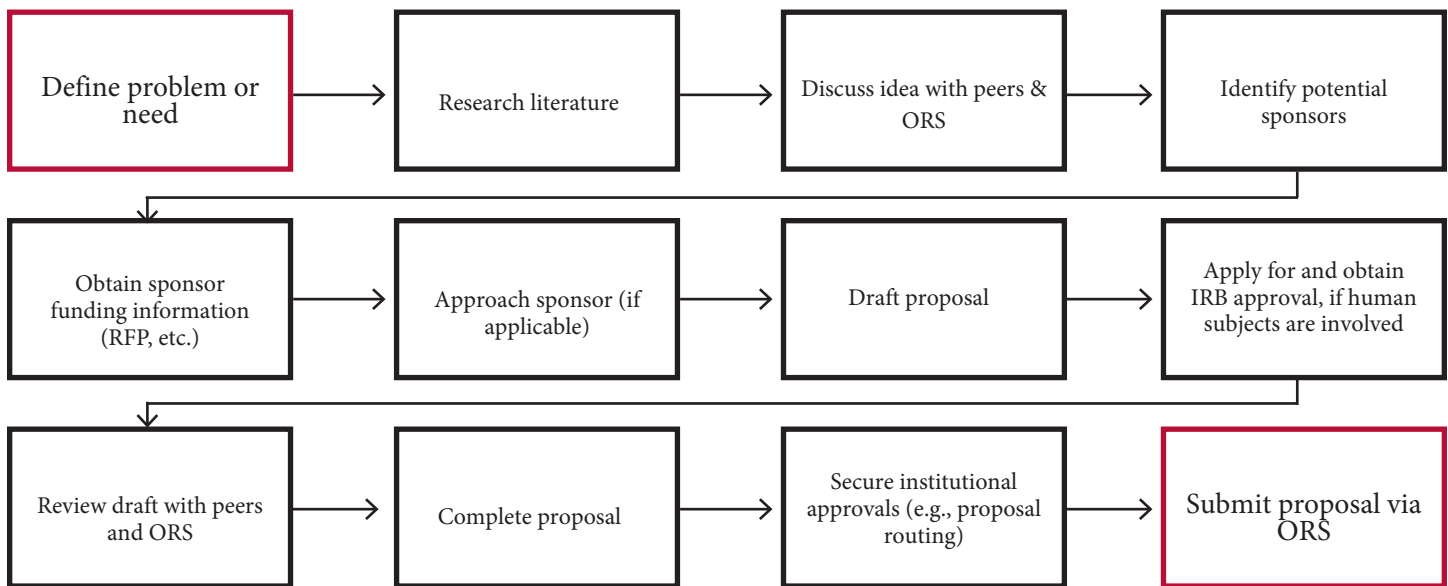 Define problem or
need
Research literature
Discuss idea with peers &
ORS
Identify potential
sponsors
Obtain sponsor
funding information
(RFP, etc.)
Approach sponsor (if
applicable)
Draft proposal
Apply for and obtain
IRB approval, if human
subjects are involved
Review draft with peers
and ORS
Complete proposal
Secure institutional
approvals (e.g., proposal
routing)
Submit proposal via
ORS